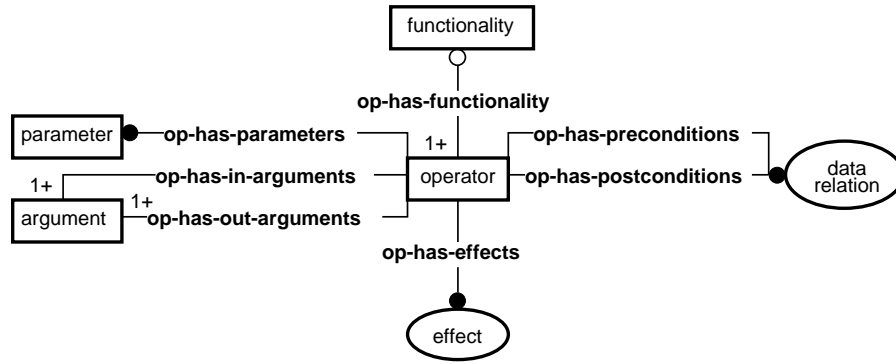 functionality
op-has-functionality
parameter
op-has-parameters
1+
op-has-preconditions
1+
op-has-in-arguments
operator
op-has-postconditions
data
relation
argument
1+
op-has-out-arguments
op-has-effects
effect